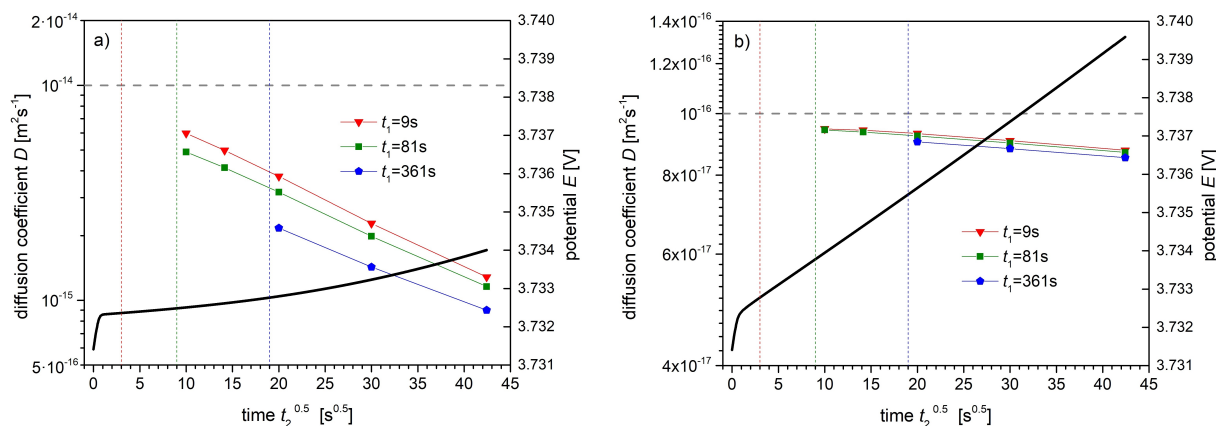 a)
diffusion coefficient D [m²s⁻¹]
2·10⁻¹⁴
10⁻¹⁴
10⁻¹⁵
5·10⁻¹⁶
t₁=9s
t₁=81s
t₁=361s
3.740
3.739
3.738
3.737
3.736
3.735
3.734
3.733
3.732
3.731
potential E [V]
0 5 10 15 20 25 30 35 40 45
time t₂^0.5 [s^0.5]
b)
diffusion coefficient D [m²s⁻¹]
1.4x10⁻¹⁶
1.2x10⁻¹⁶
10⁻¹⁶
8x10⁻¹⁷
6x10⁻¹⁷
4x10⁻¹⁷
t₁=9s
t₁=81s
t₁=361s
3.740
3.739
3.738
3.737
3.736
3.735
3.734
3.733
3.732
3.731
potential E [V]
0 5 10 15 20 25 30 35 40 45
time t₂^0.5 [s^0.5]